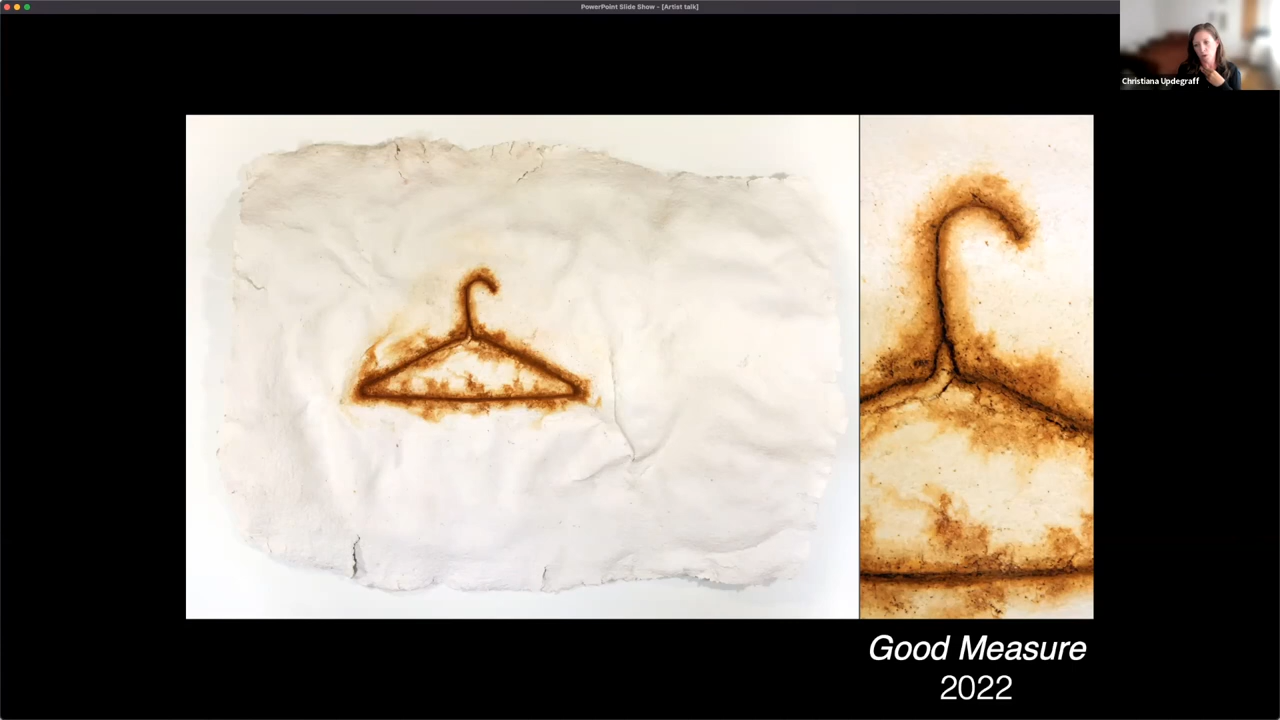 PowerPoint Slide Show - [Artist talk]
Christiana Updegraff
Good Measure
2022